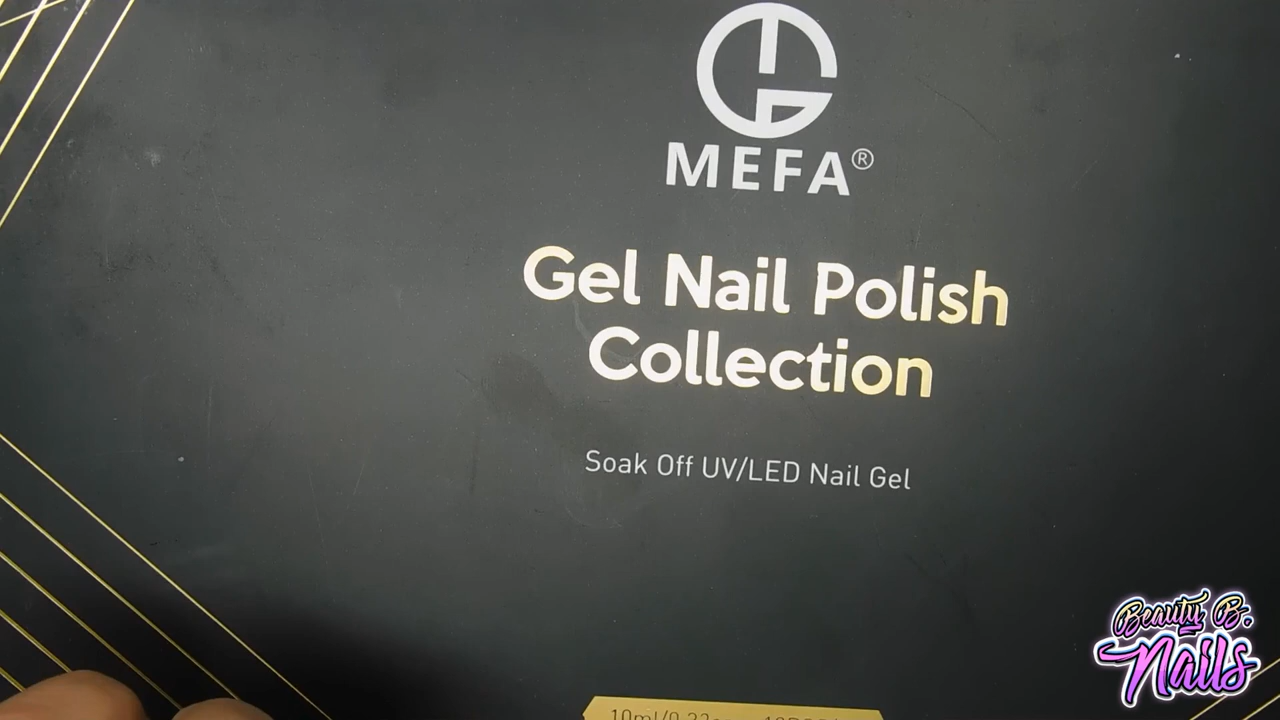 MEFA®
Gel Nail Polish
Collection
Soak Off UV/LED Nail Gel
Beauty B.
Nails